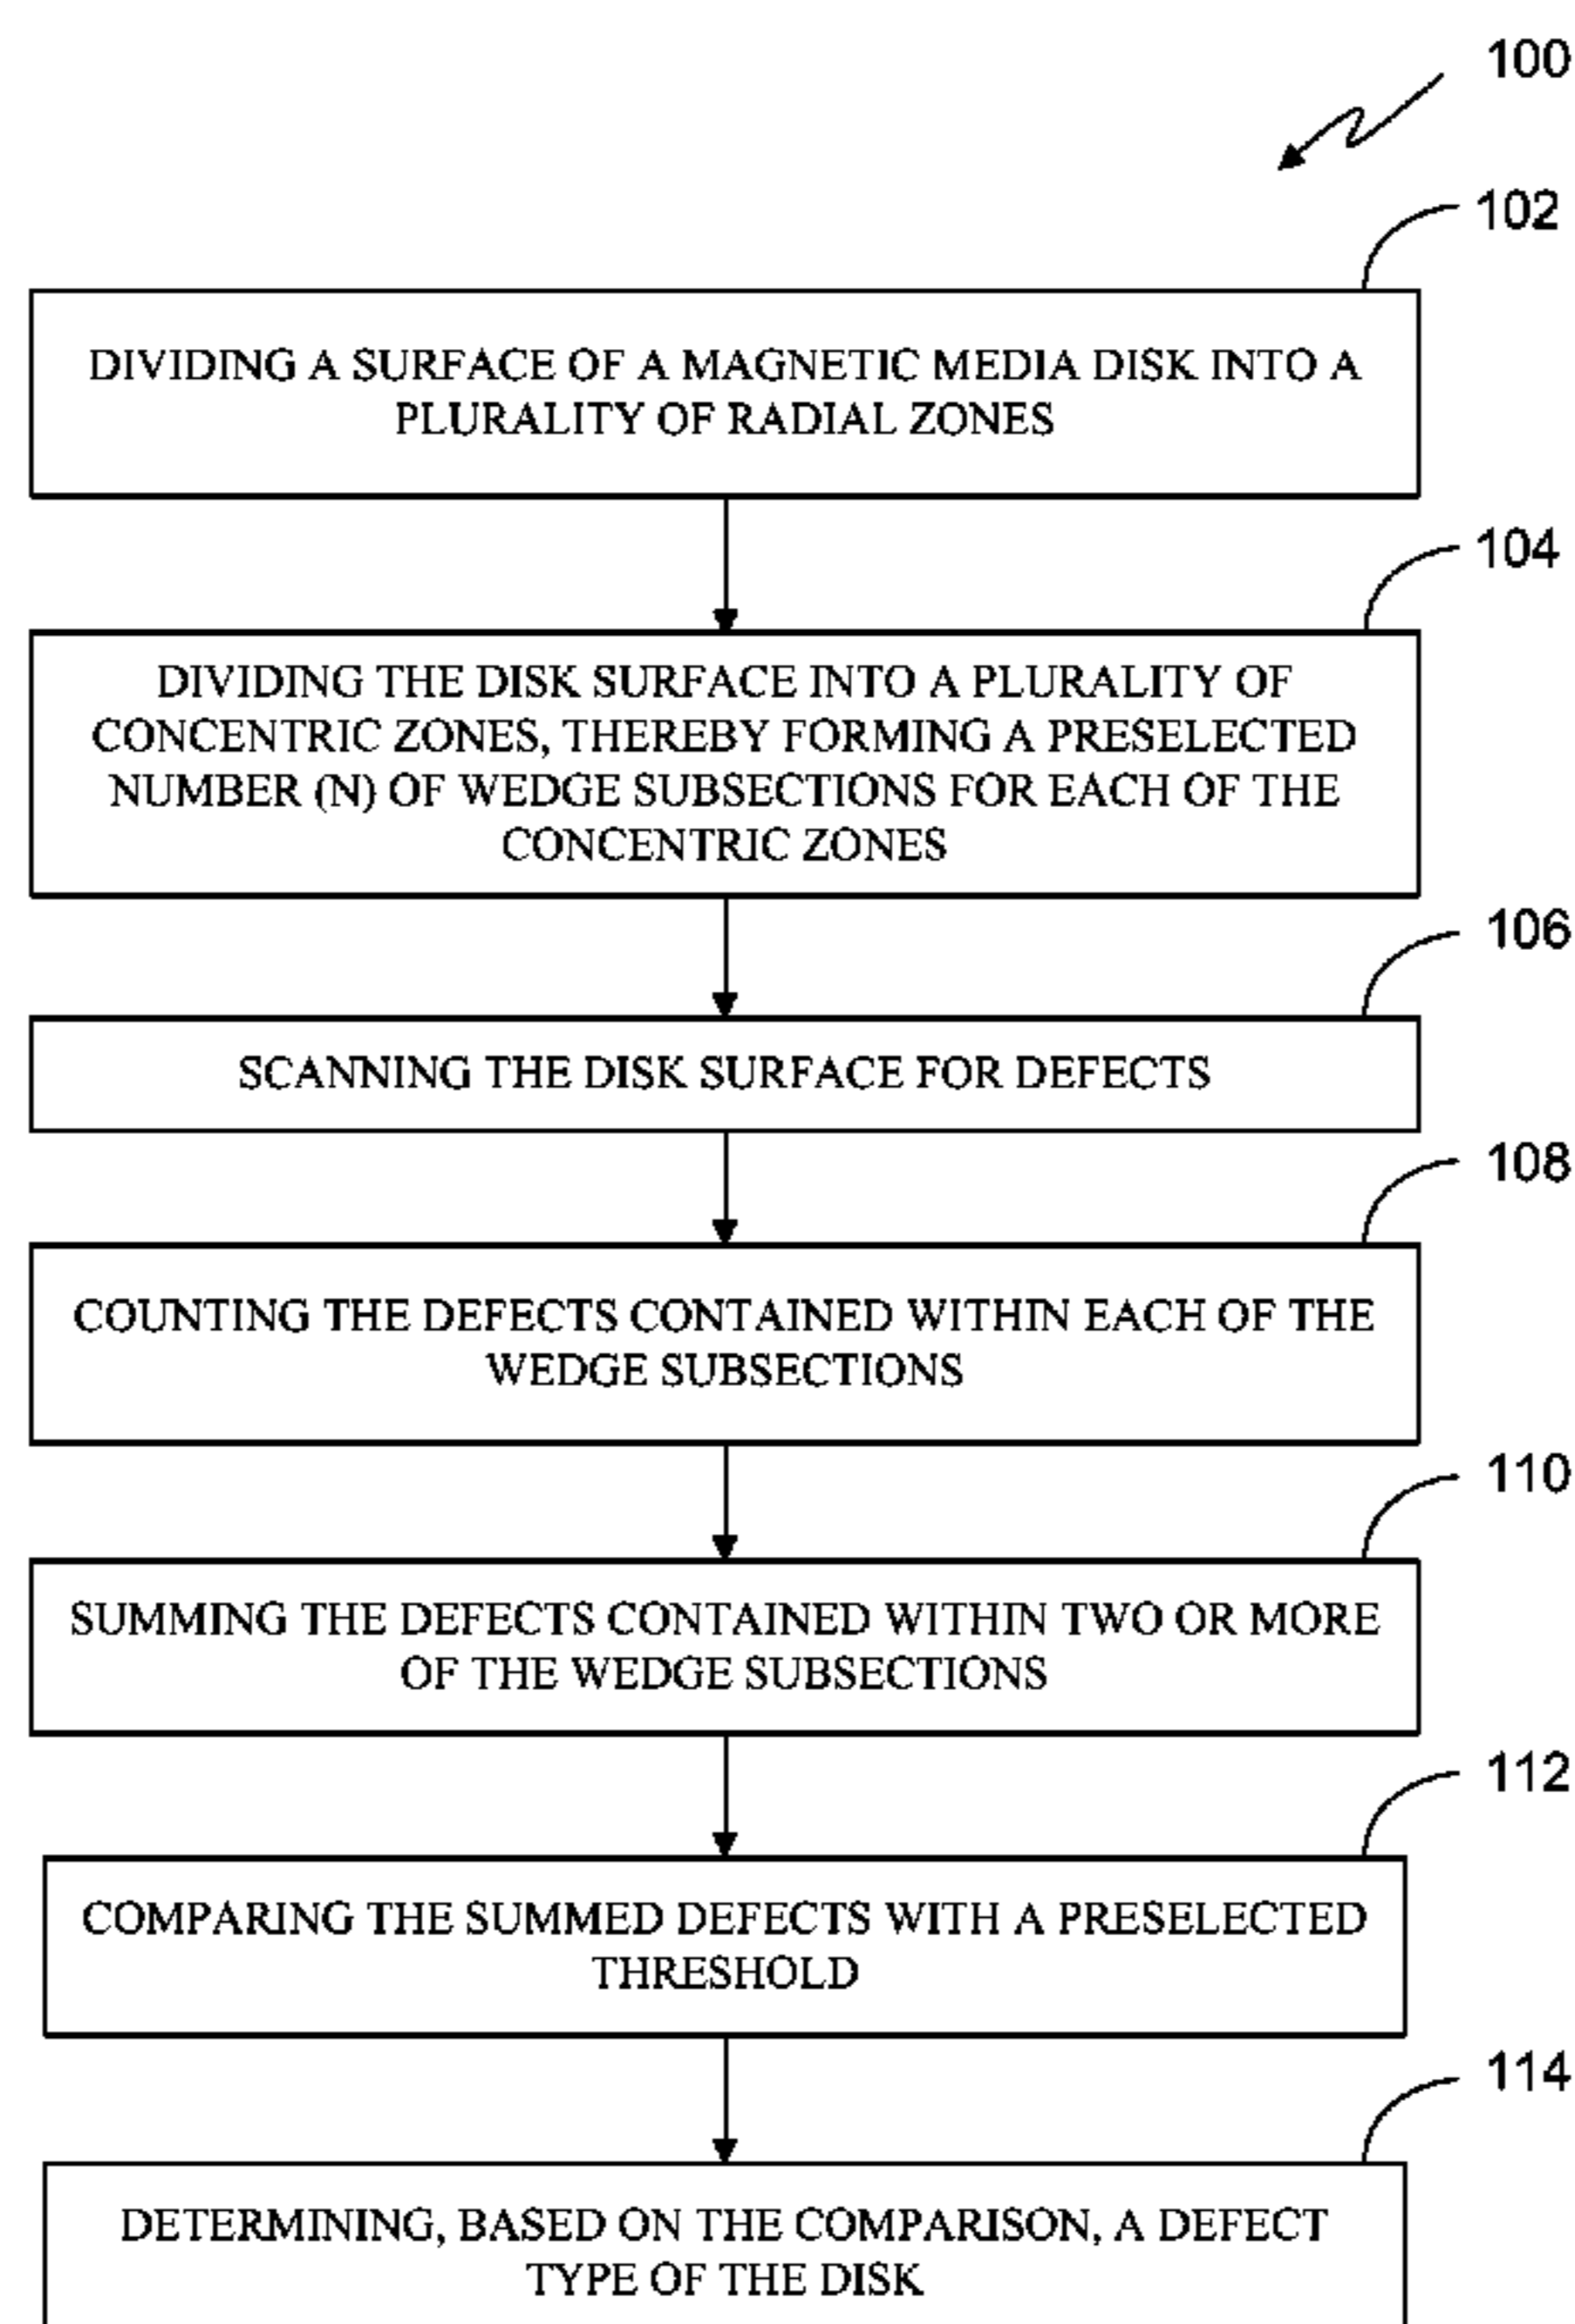 100
102
DIVIDING A SURFACE OF A MAGNETIC MEDIA DISK INTO A
PLURALITY OF RADIAL ZONES
104
DIVIDING THE DISK SURFACE INTO A PLURALITY OF
CONCENTRIC ZONES, THEREBY FORMING A PRESELECTED
NUMBER (N) OF WEDGE SUBSECTIONS FOR EACH OF THE
CONCENTRIC ZONES
106
SCANNING THE DISK SURFACE FOR DEFECTS
108
COUNTING THE DEFECTS CONTAINED WITHIN EACH OF THE
WEDGE SUBSECTIONS
110
SUMMING THE DEFECTS CONTAINED WITHIN TWO OR MORE
OF THE WEDGE SUBSECTIONS
112
COMPARING THE SUMMED DEFECTS WITH A PRESELECTED
THRESHOLD
114
DETERMINING, BASED ON THE COMPARISON, A DEFECT
TYPE OF THE DISK